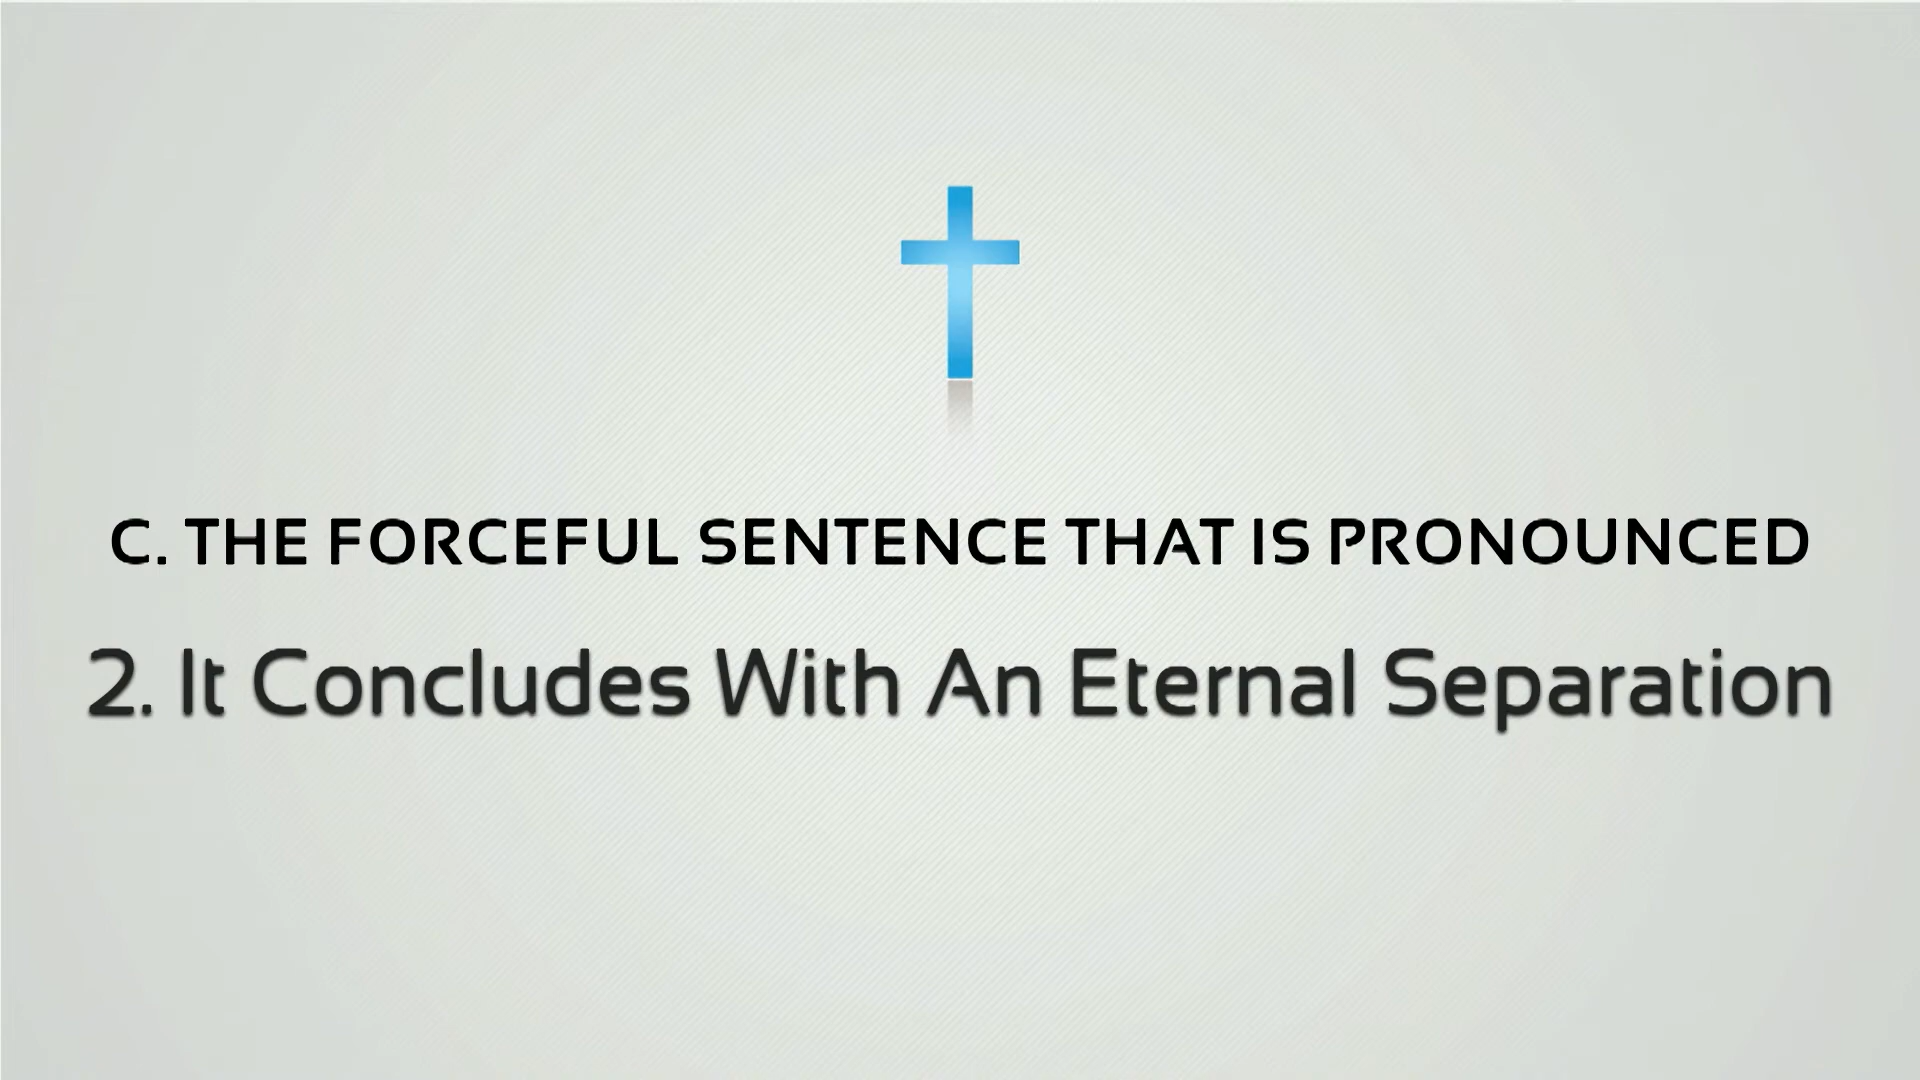 C. THE FORCEFUL SENTENCE THAT IS PRONOUNCED
2. It Concludes With An Eternal Separation